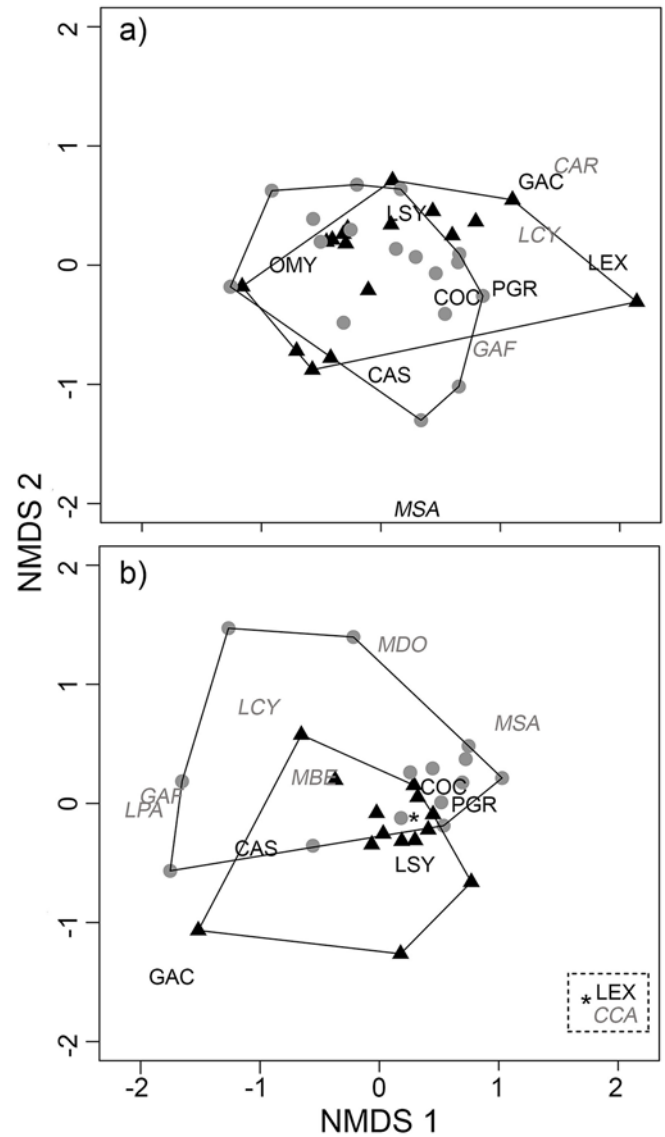 a)
2
1
0
-1
-2
CAR
GAC
LSY
LCY
OMY
LEX
COC PGR
GAF
CAS
MSA
NMDS 2
b)
2
1
0
-1
-2
MDO
LCY
MSA
MBE
COC
GAF
PGR
LPA
*
CAS
LSY
GAC
* LEX
CCA
-2 -1 0 1 2
NMDS 1